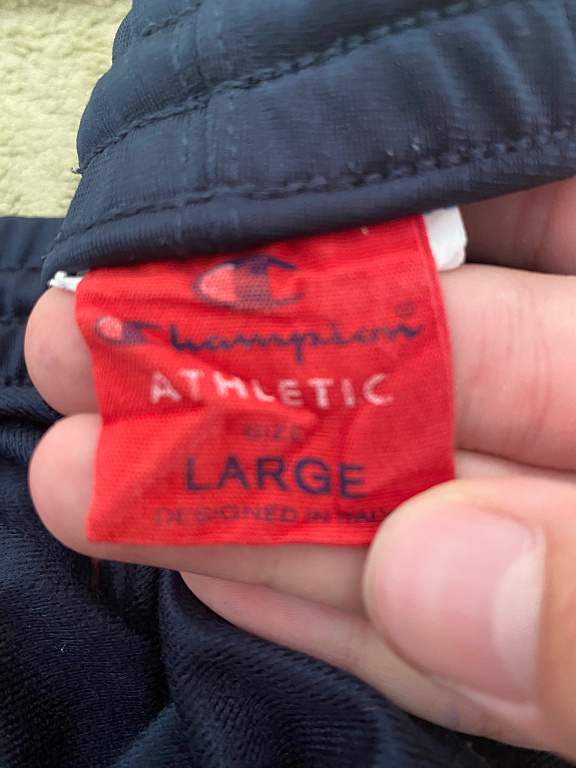 Champion®
ATHLETIC
SIZE
LARGE
DESIGNED IN ITALY